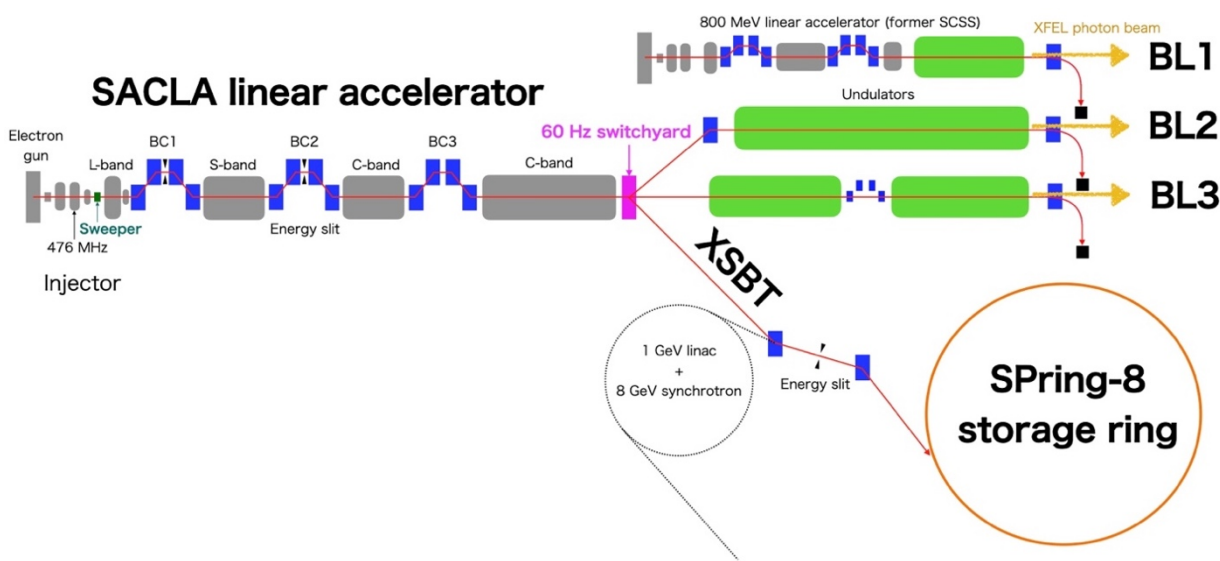 800 MeV linear accelerator (former SCSS)
XFEL photon beam
BL1
SACLA linear accelerator
Undulators
60 Hz switchyard
BL2
Electron
gun
L-band
BC1
S-band
BC2
C-band
BC3
C-band
BL3
Sweeper
Energy slit
476 MHz
Injector
XSBT
1 GeV linac
+
8 GeV synchrotron
Energy slit
SPring-8
storage ring